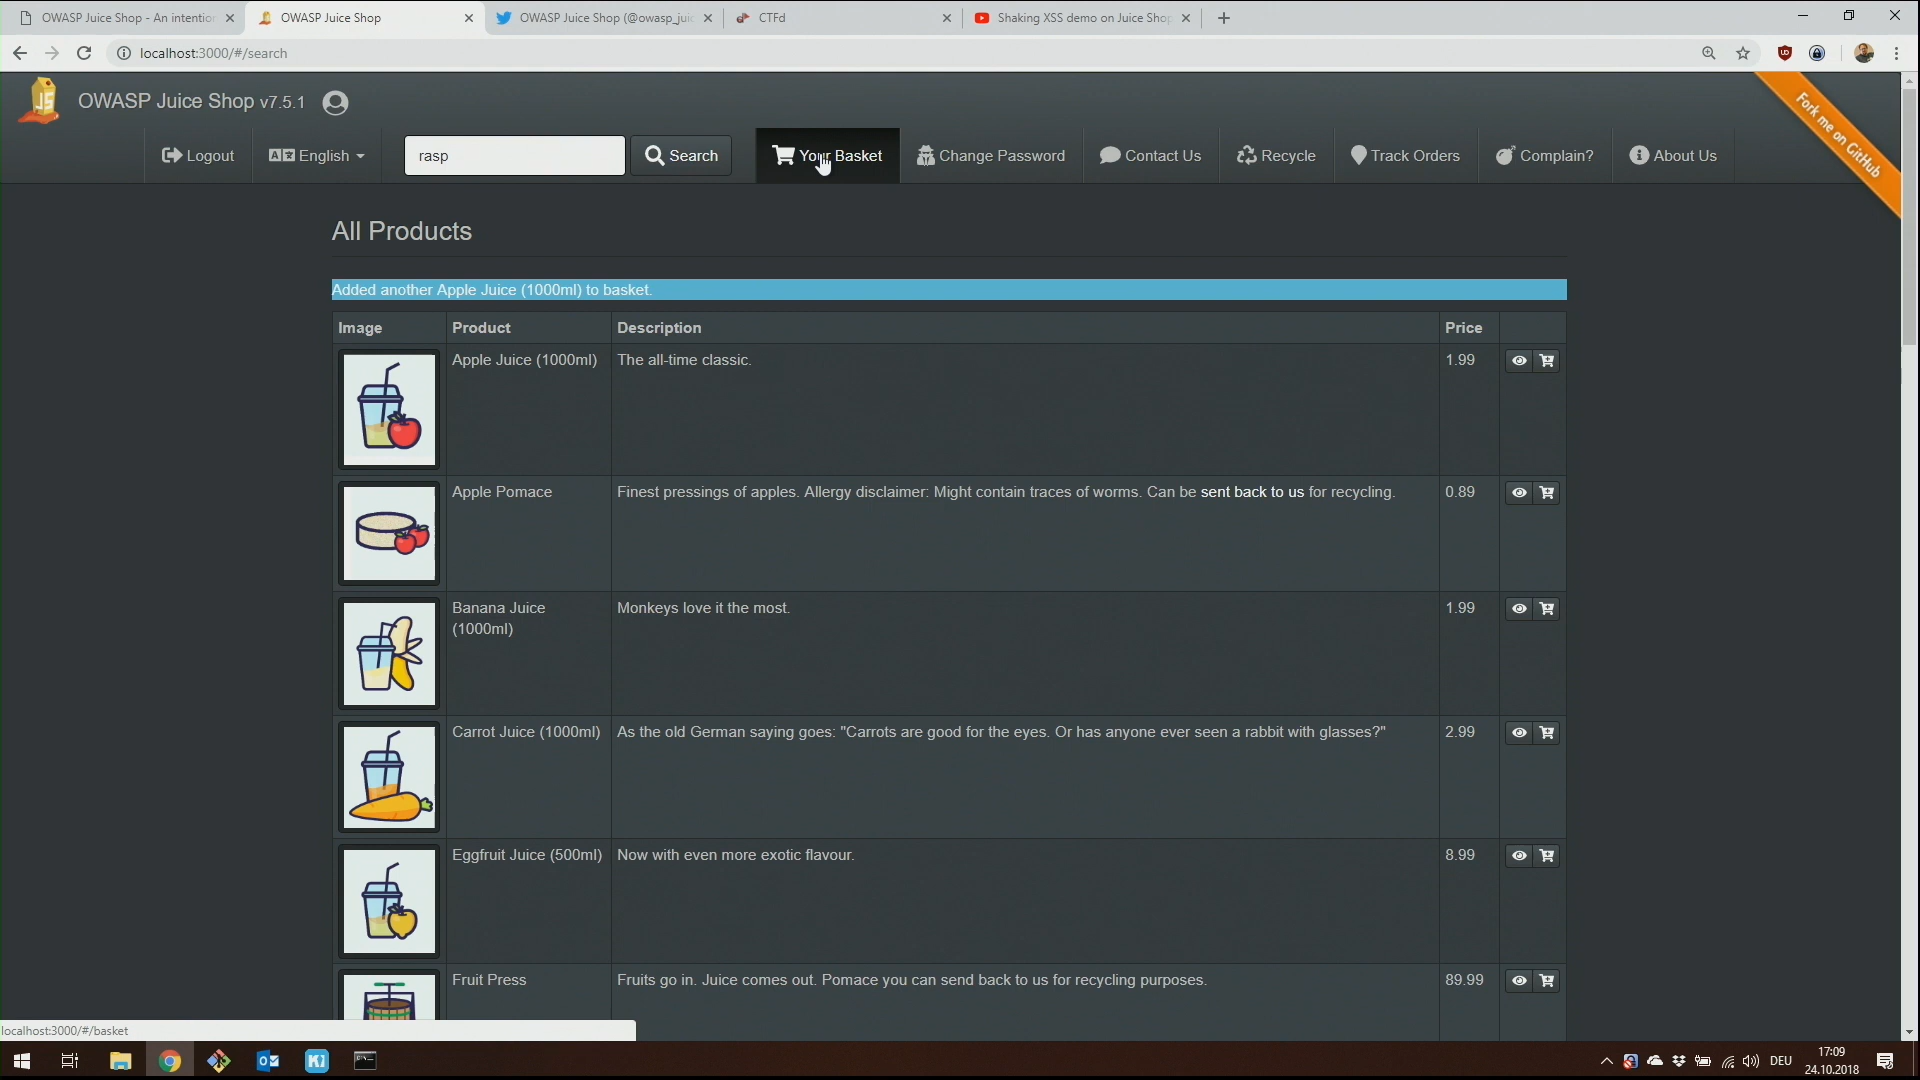 OWASP Juice Shop - An intention
OWASP Juice Shop
OWASP Juice Shop (@owasp_juic
CTFd
Shaking XSS demo on Juice Shop
localhost:3000/#/search
OWASP Juice Shop v7.5.1
Fork me on GitHub
Logout
English
rasp
Search
Your Basket
Change Password
Contact Us
Recycle
Track Orders
Complain?
About Us
All Products
Added another Apple Juice (1000ml) to basket.
Image Product Description Price
Apple Juice (1000ml) The all-time classic. 1.99
Apple Pomace Finest pressings of apples. Allergy disclaimer: Might contain traces of worms. Can be sent back to us for recycling. 0.89
Banana Juice Monkeys love it the most. 1.99
(1000ml)
Carrot Juice (1000ml) As the old German saying goes: "Carrots are good for the eyes. Or has anyone ever seen a rabbit with glasses?" 2.99
Eggfruit Juice (500ml) Now with even more exotic flavour. 8.99
Fruit Press Fruits go in. Juice comes out. Pomace you can send back to us for recycling purposes. 89.99
localhost:3000/#/basket
DEU
17:09
24.10.2018